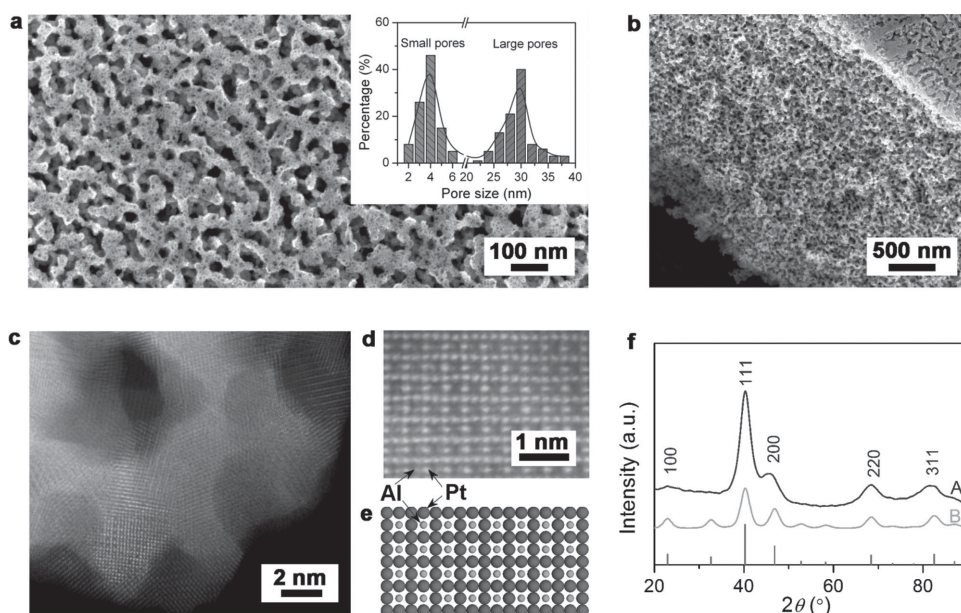 a
60
40
20
0
Percentage (%)
Small pores
Large pores
2 4 6 20 25 30 35 40
Pore size (nm)
100 nm
b
500 nm
c
2 nm
d
1 nm
Al
Pt
e
f
Intensity (a.u.)
100
111
200
220
311
A
B
20 40 60 80
2θ (°)